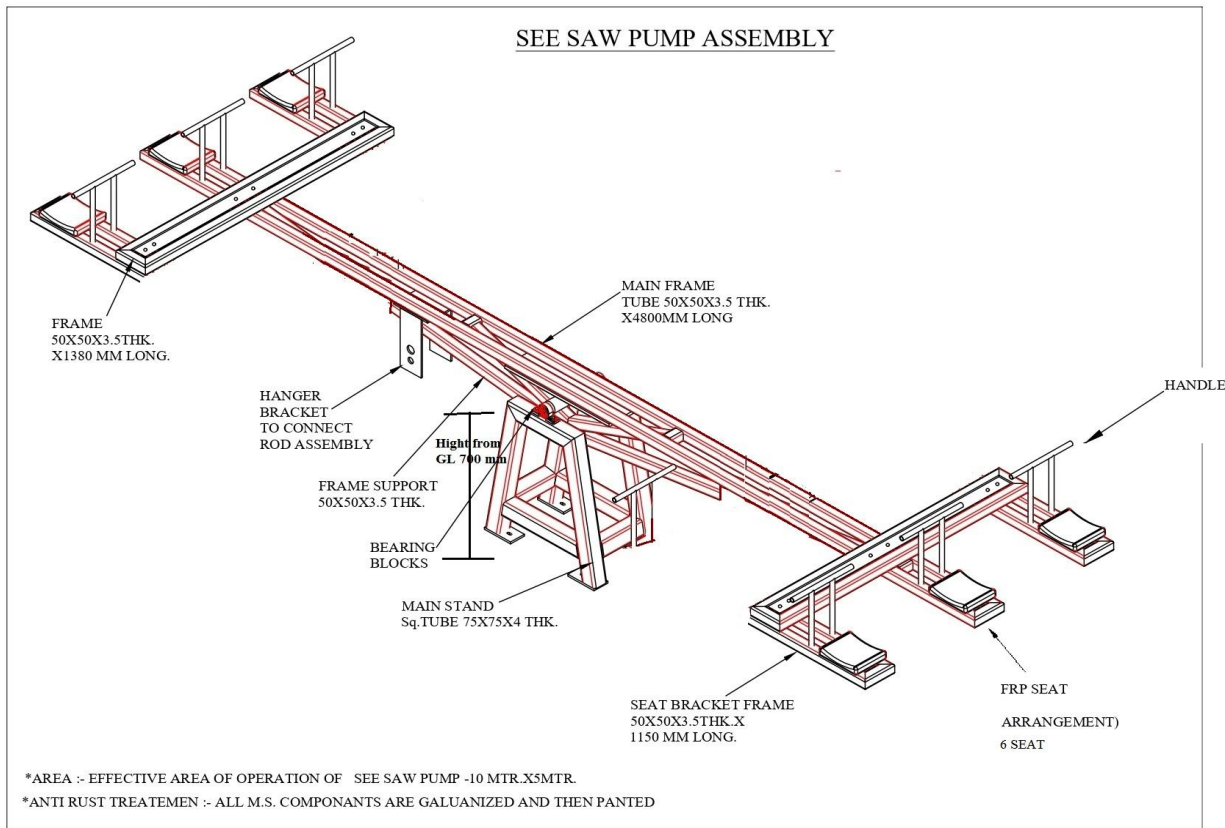 SEE SAW PUMP ASSEMBLY
MAIN FRAME
TUBE 50X50X3.5 THK.
X4800MM LONG
FRAME
50X50X3.5THK.
X1380 MM LONG.
HANDLE
HANGER
BRACKET
TO CONNECT
ROD ASSEMBLY
Hight from
GL 700 mm
FRAME SUPPORT
50X50X3.5 THK.
BEARING
BLOCKS
MAIN STAND
Sq.TUBE 75X75X4 THK.
SEAT BRACKET FRAME
50X50X3.5THK.X
1150 MM LONG.
FRP SEAT
ARRANGEMENT)
6 SEAT
*AREA :- EFFECTIVE AREA OF OPERATION OF SEE SAW PUMP -10 MTR.X5MTR.
*ANTI RUST TREATEMEN :- ALL M.S. COMPONANTS ARE GALUANIZED AND THEN PANTED